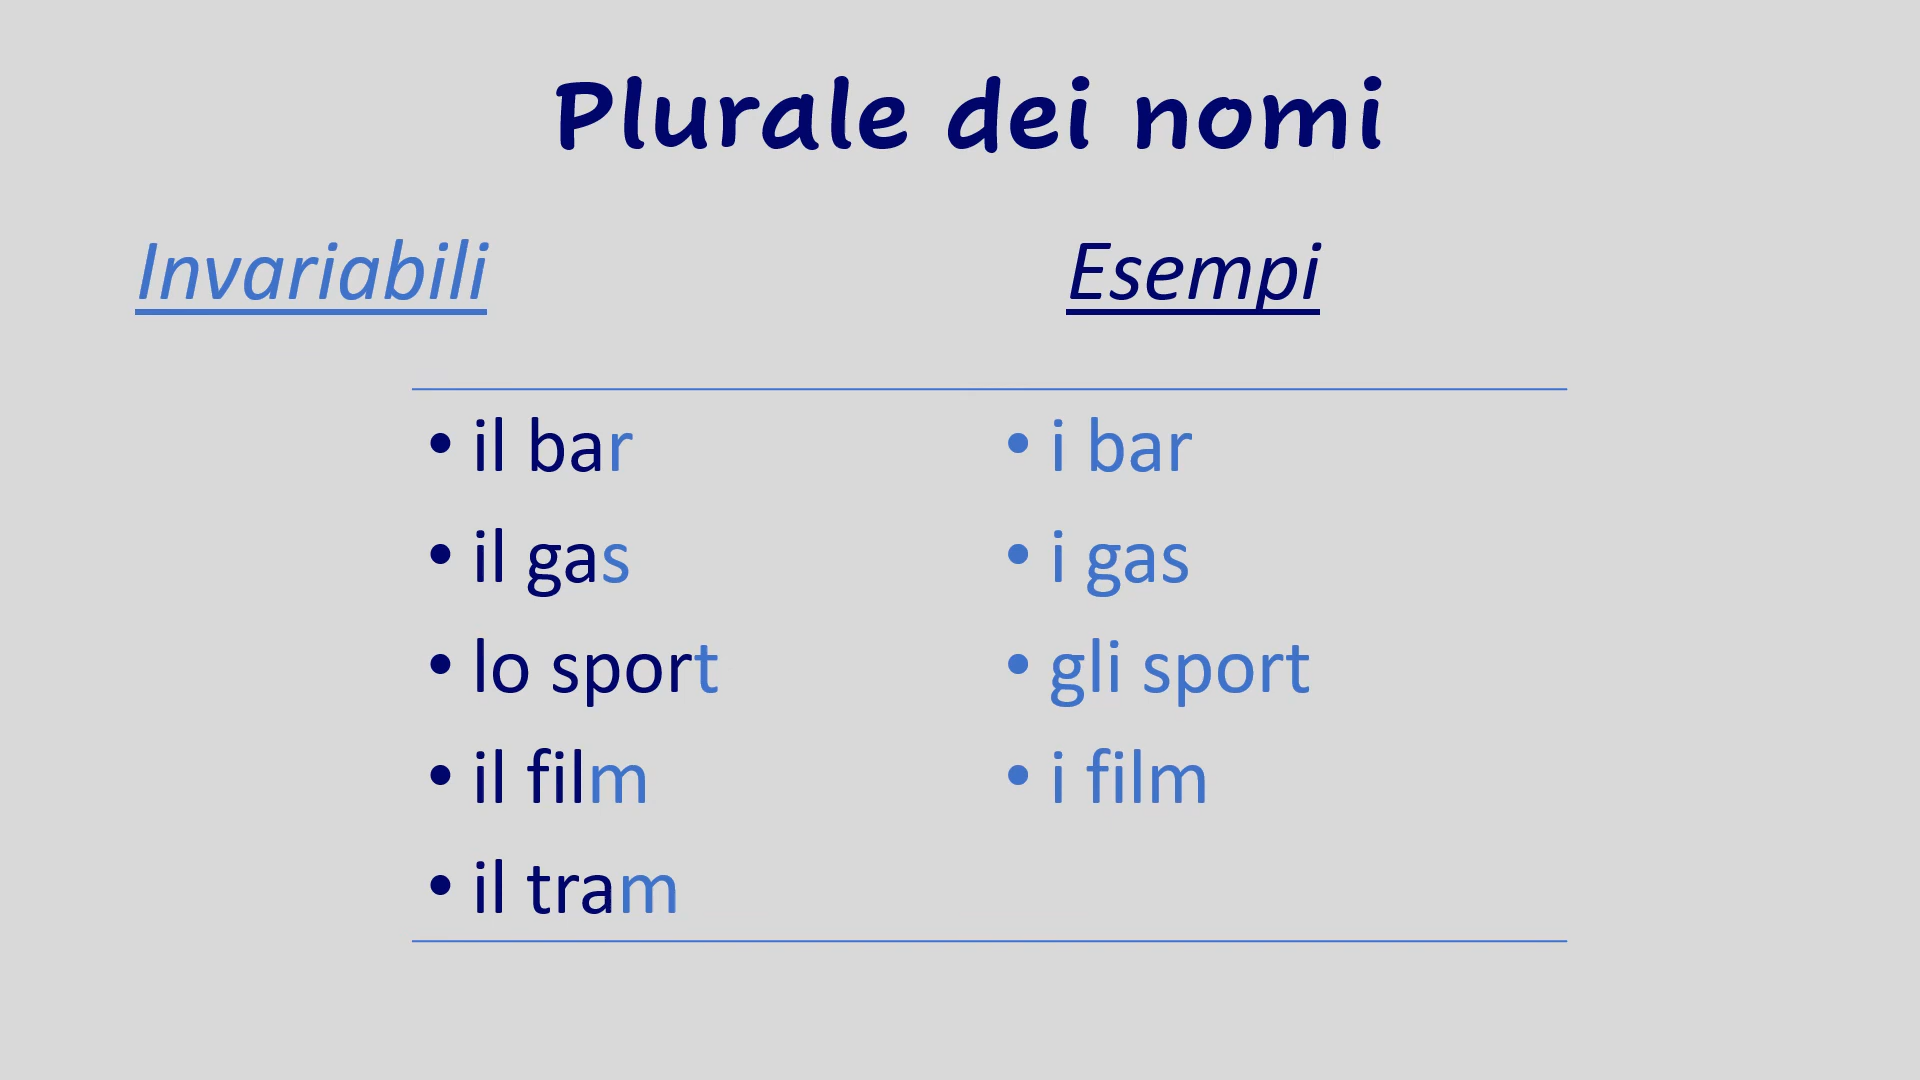 Plurale dei nomi
Invariabili Esempi
• il bar • i bar
• il gas • i gas
• lo sport • gli sport
• il film • i film
• il tram